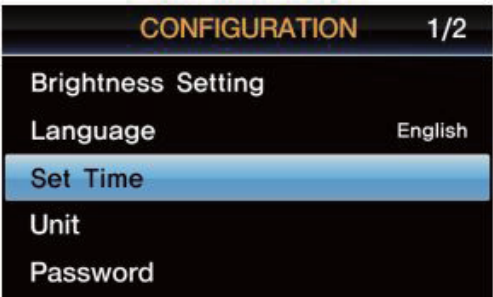 CONFIGURATION 1/2
Brightness Setting
Language English
Set Time
Unit
Password